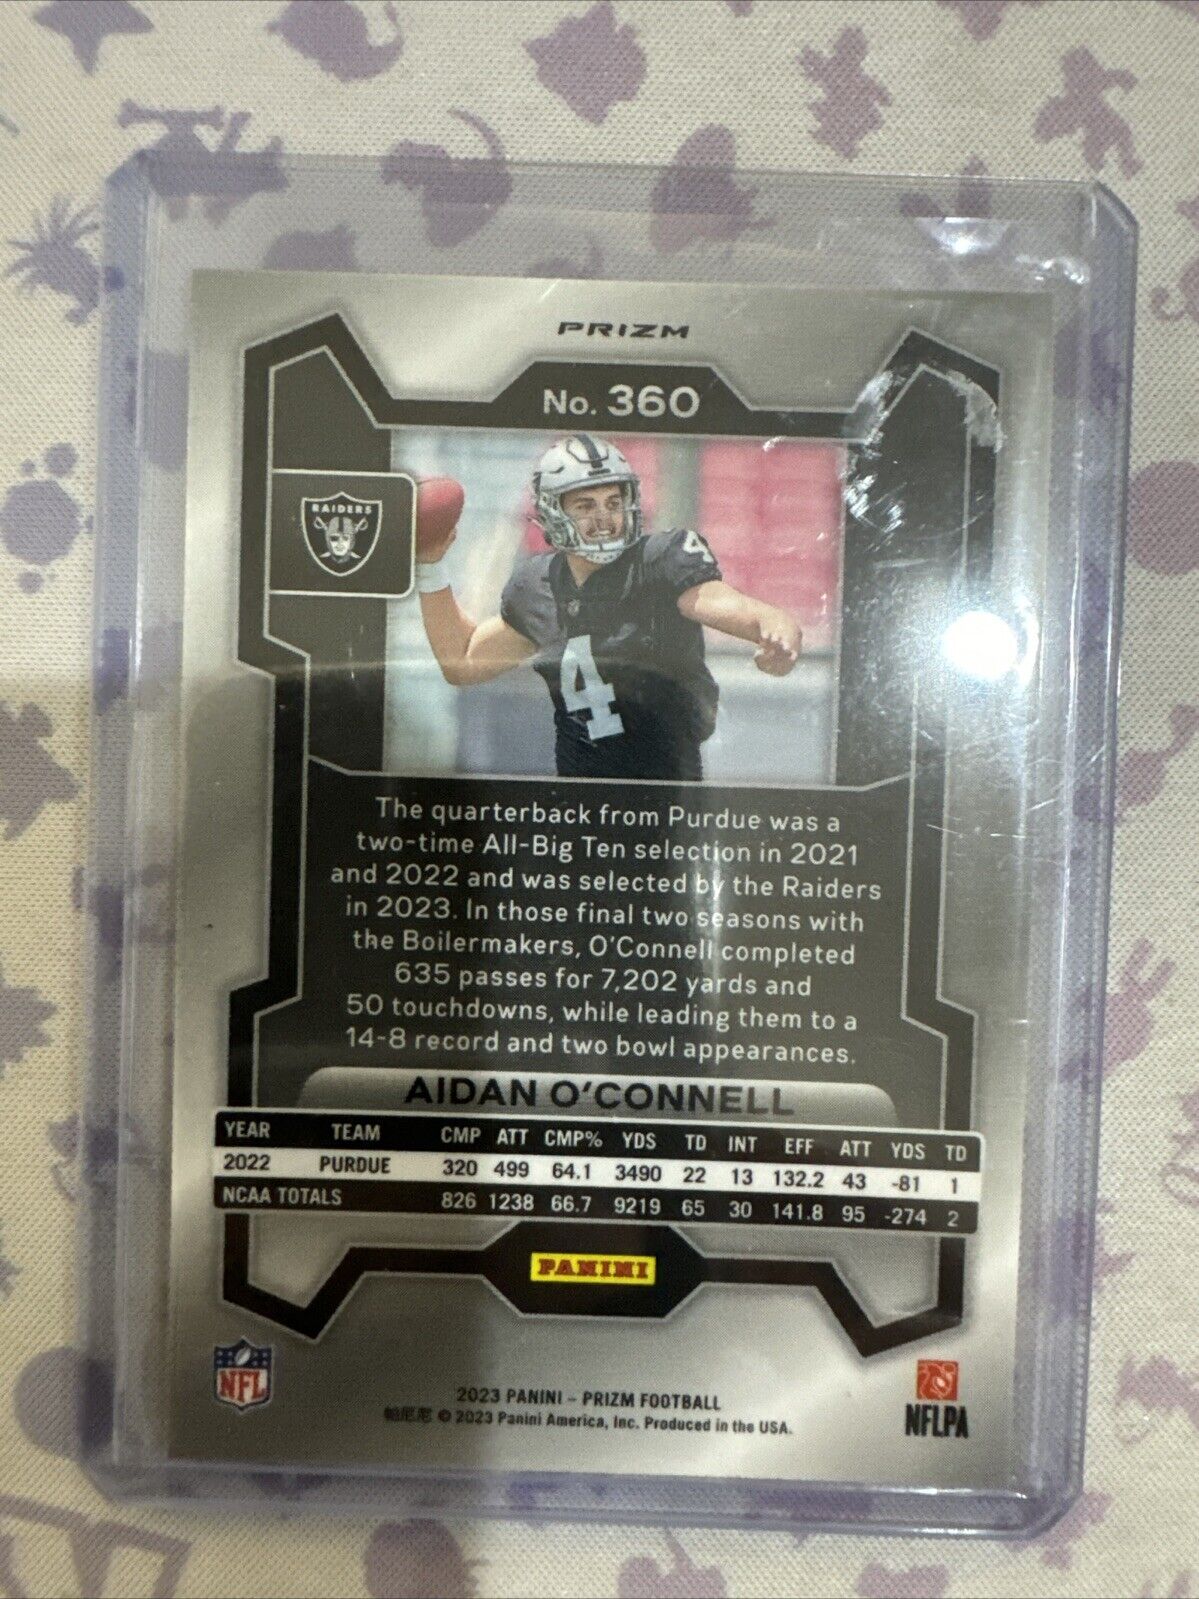 PRIZM
No. 360
RAIDERS
4
4
The quarterback from Purdue was a
two-time All-Big Ten selection in 2021
and 2022 and was selected by the Raiders
in 2023. In those final two seasons with
the Boilermakers, O'Connell completed
635 passes for 7,202 yards and
50 touchdowns, while leading them to a
14-8 record and two bowl appearances.
AIDAN O'CONNELL
YEAR TEAM CMP ATT CMP% YDS TD INT EFF ATT YDS TD
2022 PURDUE 320 499 64.1 3490 22 13 132.2 43 -81 1
NCAA TOTALS 826 1238 66.7 9219 65 30 141.8 95 -274 2
PANINI
NFL
2023 PANINI – PRIZM FOOTBALL
帕尼尼 © 2023 Panini America, Inc. Produced in the USA.
NFLPA